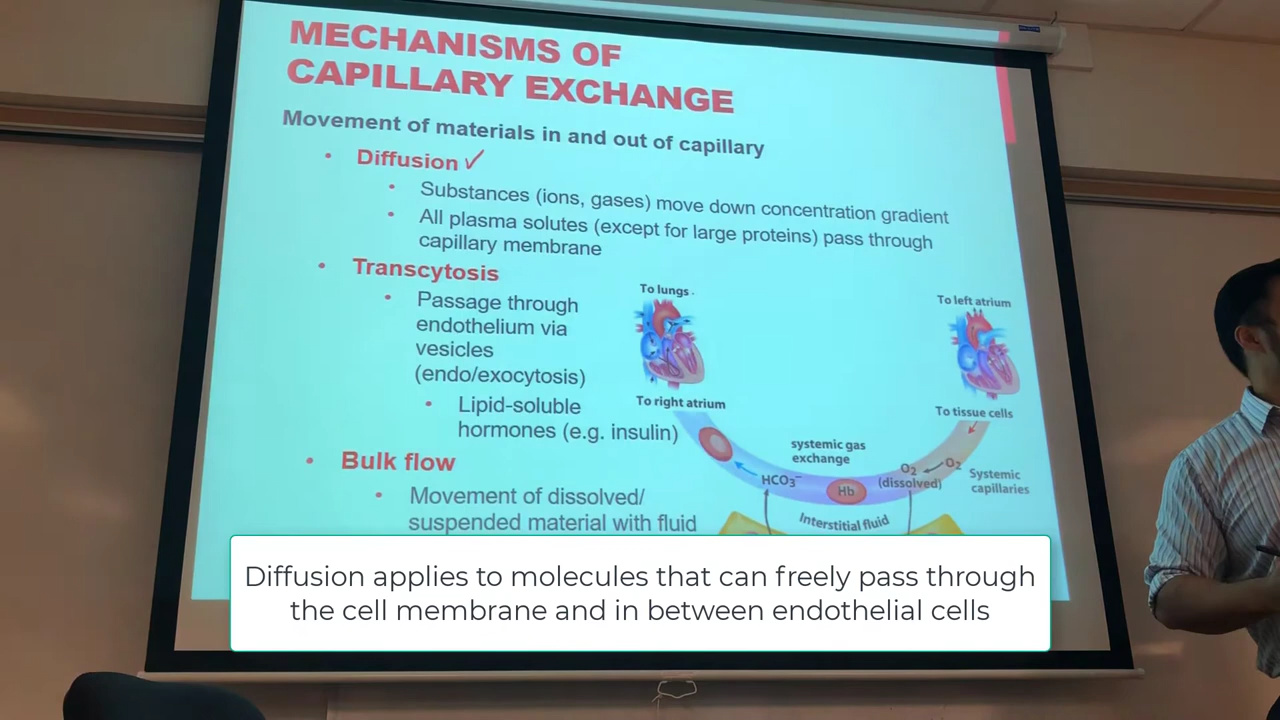 MECHANISMS OF
CAPILLARY EXCHANGE
Movement of materials in and out of capillary
• Diffusion ✓
• Substances (ions, gases) move down concentration gradient
• All plasma solutes (except for large proteins) pass through
capillary membrane
• Transcytosis
• Passage through
endothelium via
vesicles
(endo/exocytosis)
• Lipid-soluble
hormones (e.g. insulin)
• Bulk flow
• Movement of dissolved/
suspended material with fluid
To lungs
To right atrium
To left atrium
To tissue cells
systemic gas
exchange
HCO3⁻
Hb
O2
(dissolved)
O2
Systemic
capillaries
Interstitial fluid
Diffusion applies to molecules that can freely pass through
the cell membrane and in between endothelial cells